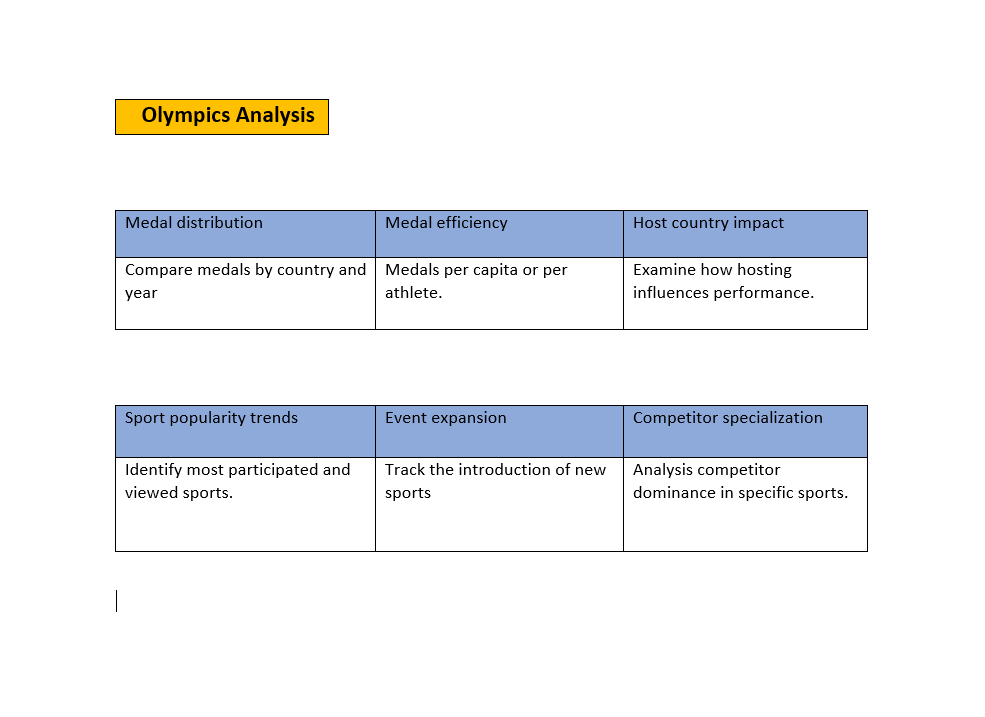 Olympics Analysis
Medal distribution
Medal efficiency
Host country impact
Compare medals by country and
year
Medals per capita or per
athlete.
Examine how hosting
influences performance.
Sport popularity trends
Event expansion
Competitor specialization
Identify most participated and
viewed sports.
Track the introduction of new
sports
Analysis competitor
dominance in specific sports.